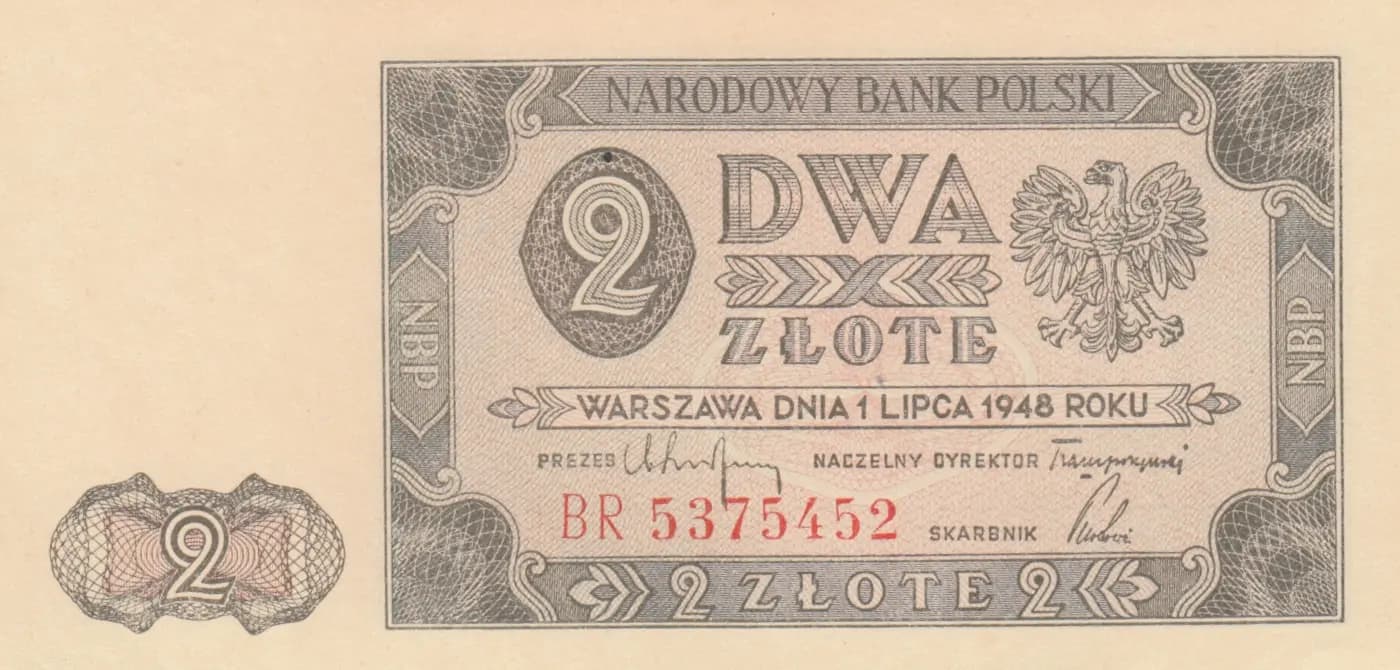 NARODOWY BANK POLSKI
2
DWA
ZŁOTE
NBP
NBP
WARSZAWA DNIA 1 LIPCA 1948 ROKU
PREZES NACZELNY DYREKTOR
BR 5375452 SKARBNIK
2
2 ZŁOTE 2